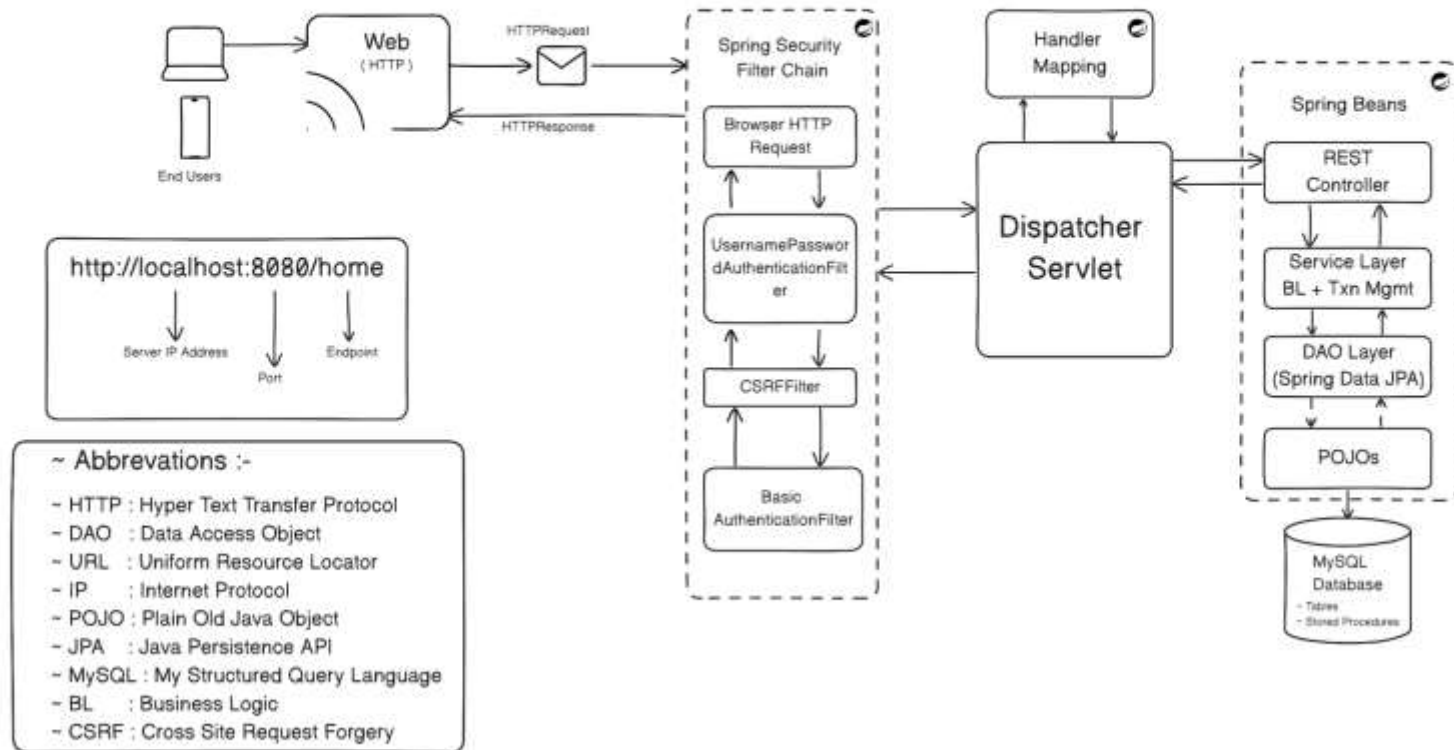 Web
( HTTP )
HTTPRequest
HTTPResponse
End Users
http://localhost:8080/home
Server IP Address
Port
Endpoint
~ Abbrevations :-
~ HTTP : Hyper Text Transfer Protocol
~ DAO : Data Access Object
~ URL : Uniform Resource Locator
~ IP : Internet Protocol
~ POJO : Plain Old Java Object
~ JPA : Java Persistence API
~ MySQL : My Structured Query Language
~ BL : Business Logic
~ CSRF : Cross Site Request Forgery
Spring Security
Filter Chain
Browser HTTP
Request
UsernamePasswor
dAuthenticationFilt
er
CSRFFilter
Basic
AuthenticationFilter
Handler
Mapping
Dispatcher
Servlet
Spring Beans
REST
Controller
Service Layer
BL + Txn Mgmt
DAO Layer
(Spring Data JPA)
POJOs
MySQL
Database
~ Stored Procedures